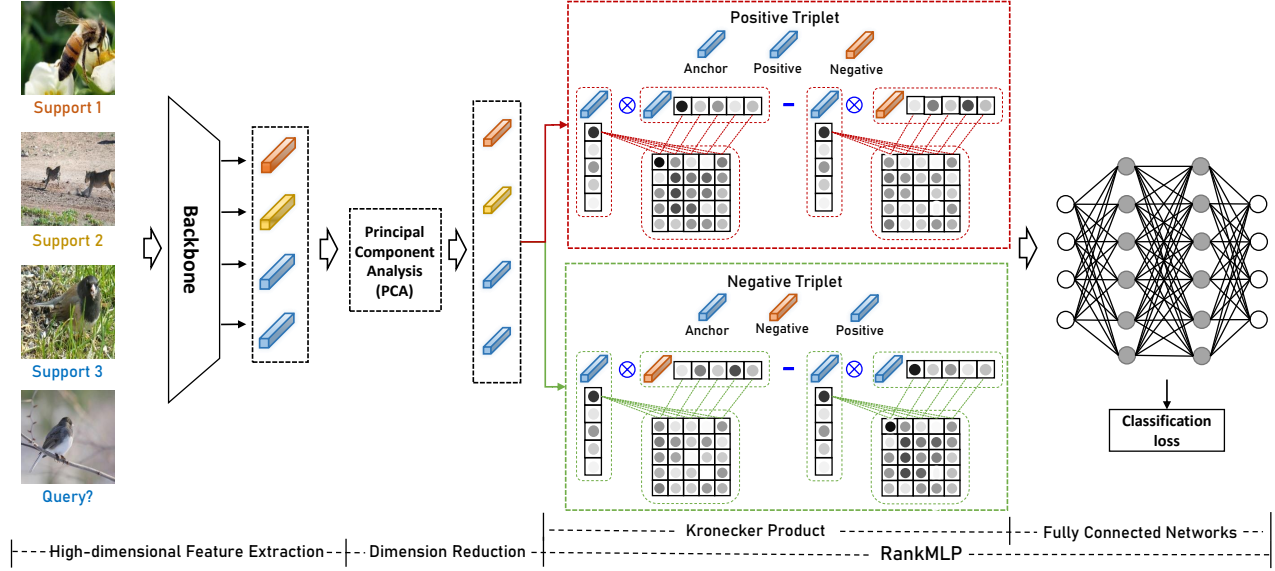 Support 1
Support 2
Support 3
Query?
Backbone
Principal
Component
Analysis
(PCA)
Positive Triplet
Anchor
Positive
Negative
⊗
−
⊗
Negative Triplet
Anchor
Negative
Positive
⊗
−
⊗
Classification
loss
High-dimensional Feature Extraction
Dimension Reduction
Kronecker Product
Fully Connected Networks
RankMLP